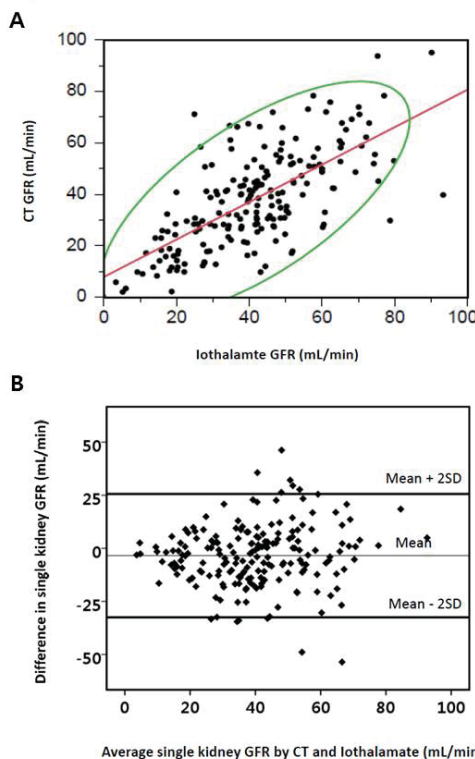 A
100
80
60
40
20
0
CT GFR (mL/min)
0 20 40 60 80 100
Iothalamte GFR (mL/min)
B
50
25
0
-25
-50
Difference in single kidney GFR (mL/min)
Mean + 2SD
Mean
Mean - 2SD
0 20 40 60 80 100
Average single kidney GFR by CT and Iothalamate (mL/min)